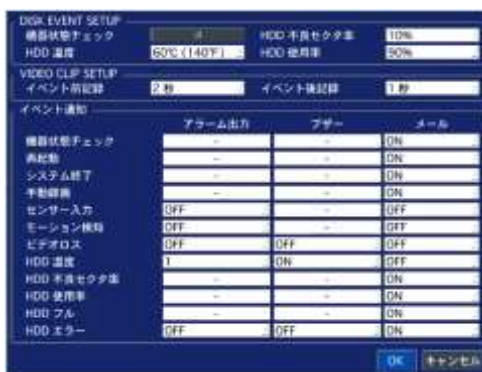 DISK EVENT SETUP
機器状態チェック HDD 不良セクタ率 10%
HDD 温度 60℃ (140℉) HDD 使用率 90%
VIDEO CLIP SETUP
イベント前記録 2 秒 イベント後記録 1 秒
イベント通知
アラーム出力 ブザー メール
機器状態チェック - - ON
再起動 - - ON
システム終了 - - ON
手動録画 - - ON
センサー入力 OFF - OFF
モーション検知 OFF - OFF
ビデオロス OFF OFF OFF
HDD 温度 1 ON OFF
HDD 不良セクタ率 - - ON
HDD 使用率 - - ON
HDD フル - - ON
HDD エラー OFF OFF ON
OK キャンセル